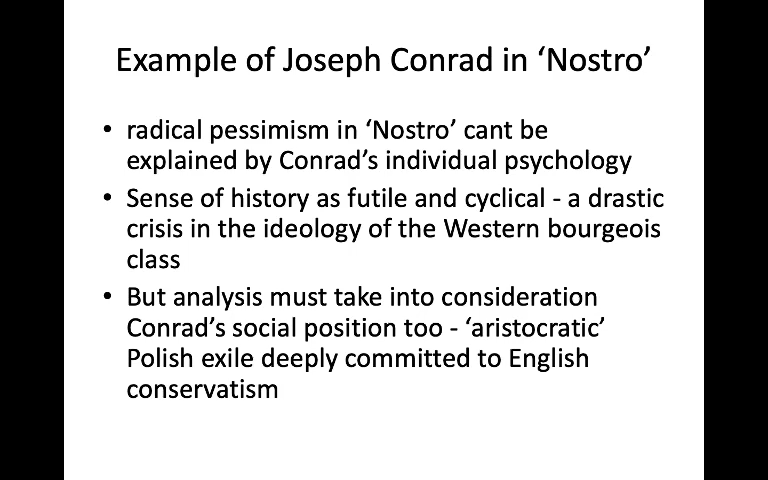 Example of Joseph Conrad in ‘Nostro’
• radical pessimism in ‘Nostro’ cant be
explained by Conrad’s individual psychology
• Sense of history as futile and cyclical - a drastic
crisis in the ideology of the Western bourgeois
class
• But analysis must take into consideration
Conrad’s social position too - ‘aristocratic’
Polish exile deeply committed to English
conservatism